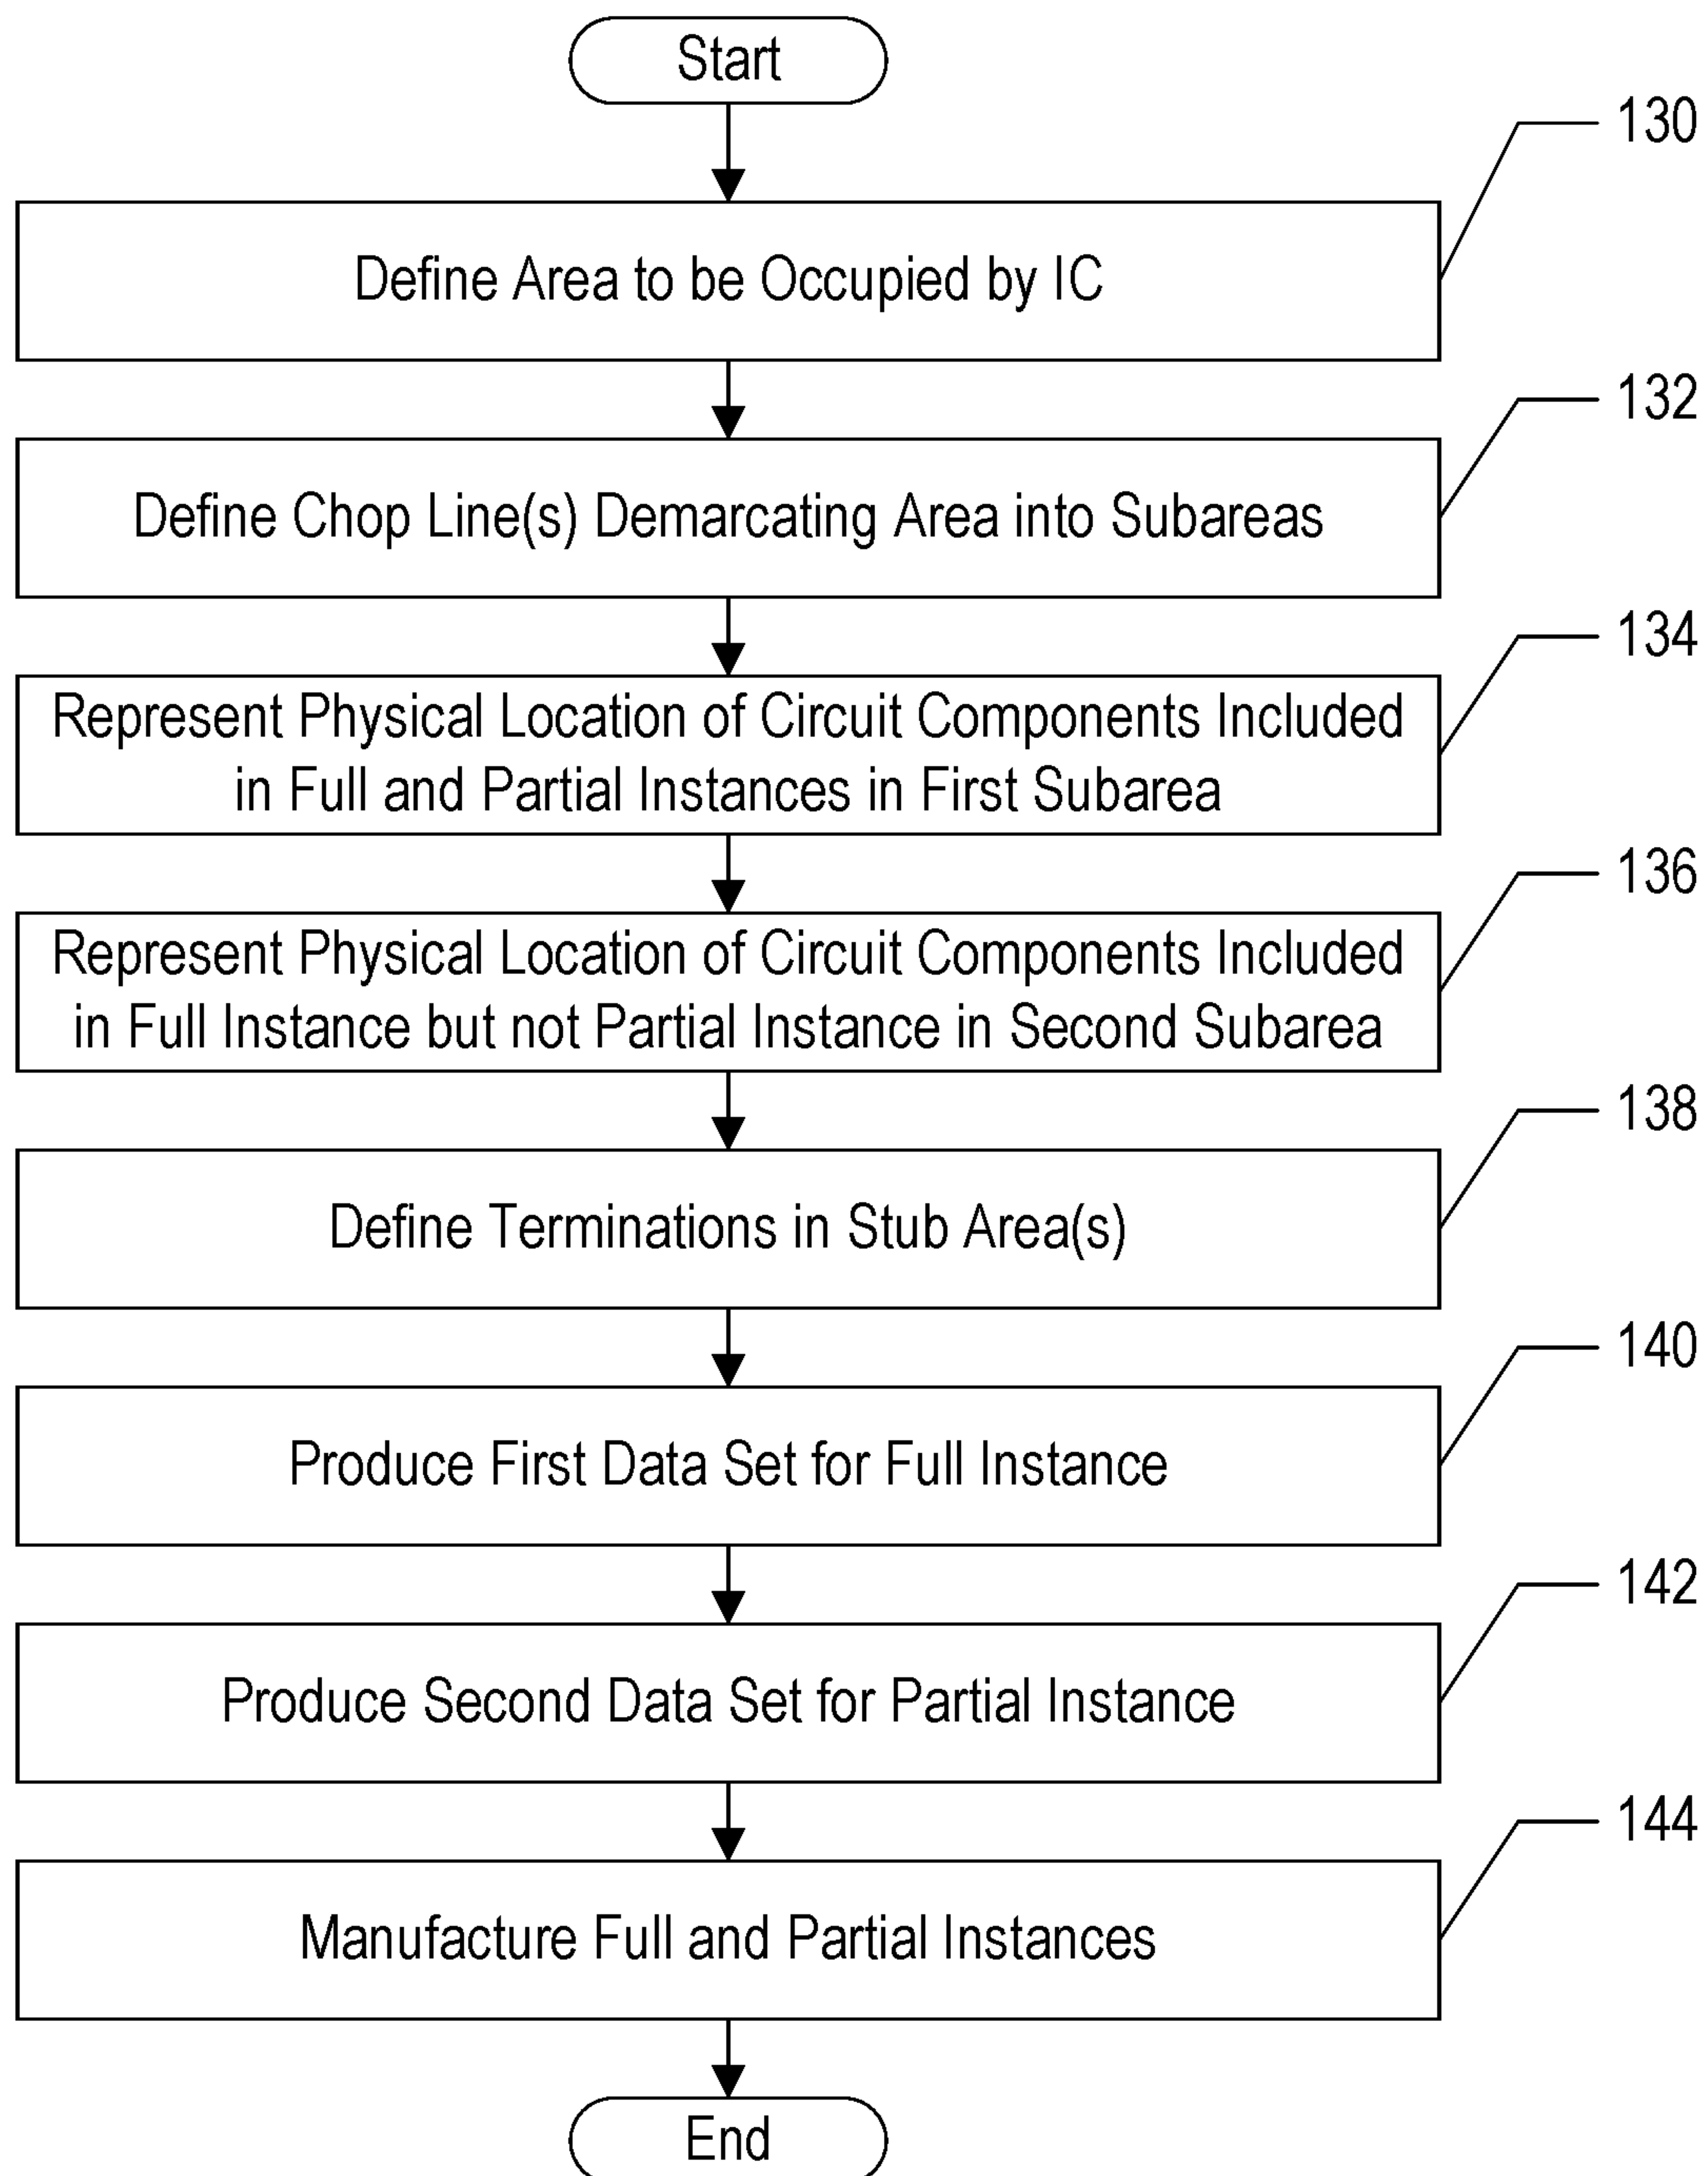 Start
130
Define Area to be Occupied by IC
132
Define Chop Line(s) Demarcating Area into Subareas
134
Represent Physical Location of Circuit Components Included
in Full and Partial Instances in First Subarea
136
Represent Physical Location of Circuit Components Included
in Full Instance but not Partial Instance in Second Subarea
138
Define Terminations in Stub Area(s)
140
Produce First Data Set for Full Instance
142
Produce Second Data Set for Partial Instance
144
Manufacture Full and Partial Instances
End